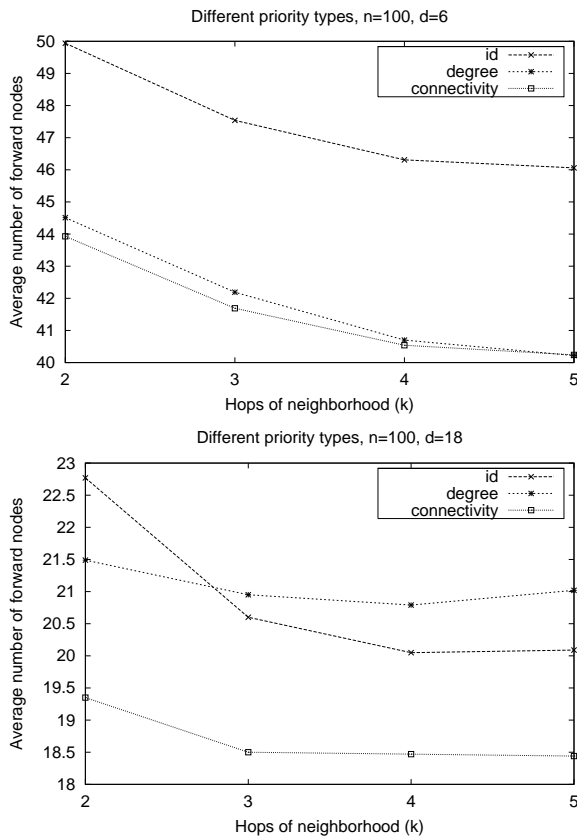 Different priority types, n=100, d=6
50
id
degree
connectivity
49
48
47
46
45
44
43
42
41
40
2
3
4
5
Average number of forward nodes
Hops of neighborhood (k)
Different priority types, n=100, d=18
23
id
degree
connectivity
22.5
22
21.5
21
20.5
20
19.5
19
18.5
18
2
3
4
5
Average number of forward nodes
Hops of neighborhood (k)